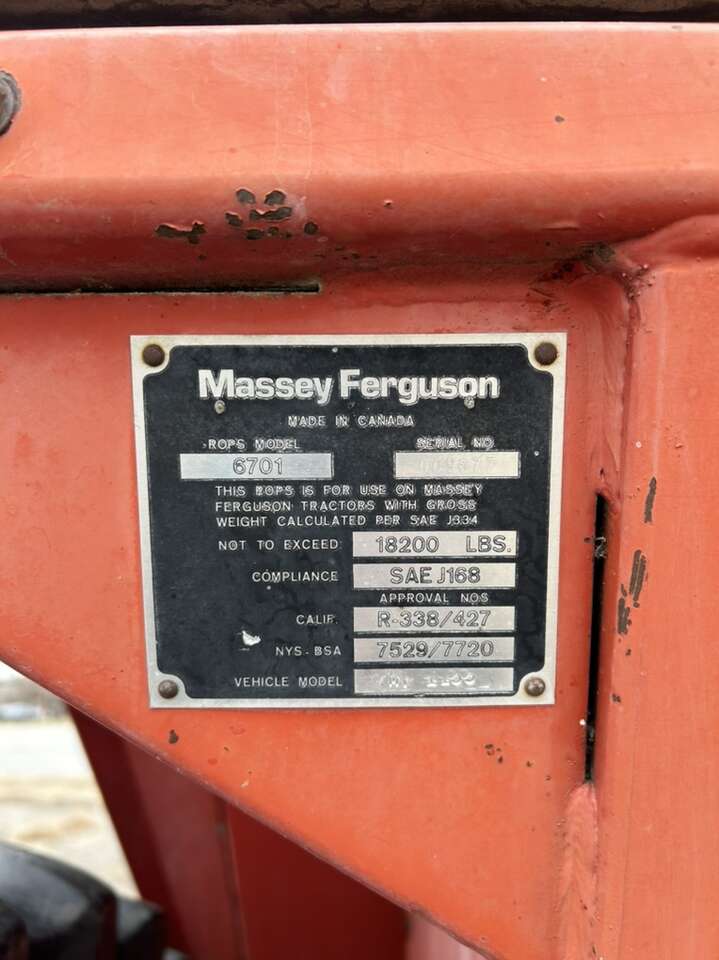 Massey Ferguson
MADE IN CANADA
ROPS MODEL SERIAL NO
6701
THIS ROPS IS FOR USE ON MASSEY
FERGUSON TRACTORS WITH GROSS
WEIGHT CALCULATED PER SAE J334
NOT TO EXCEED 18200 LBS.
COMPLIANCE SAE J168
APPROVAL NOS
CALIF. R-338/427
NYS-BSA 7529/7720
VEHICLE MODEL